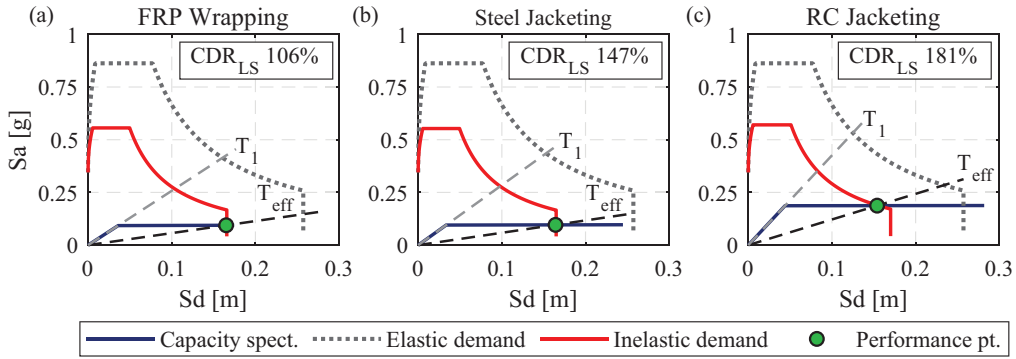 (a) FRP Wrapping
CDR_LS 106%
T_1
T_eff
1
0.75
0.5
0.25
0
Sa [g]
0 0.1 0.2 0.3
Sd [m]
(b) Steel Jacketing
CDR_LS 147%
T_1
T_eff
1
0.75
0.5
0.25
0
0 0.1 0.2 0.3
Sd [m]
(c) RC Jacketing
CDR_LS 181%
T_1
T_eff
1
0.75
0.5
0.25
0
0 0.1 0.2 0.3
Sd [m]
Capacity spect. Elastic demand Inelastic demand Performance pt.